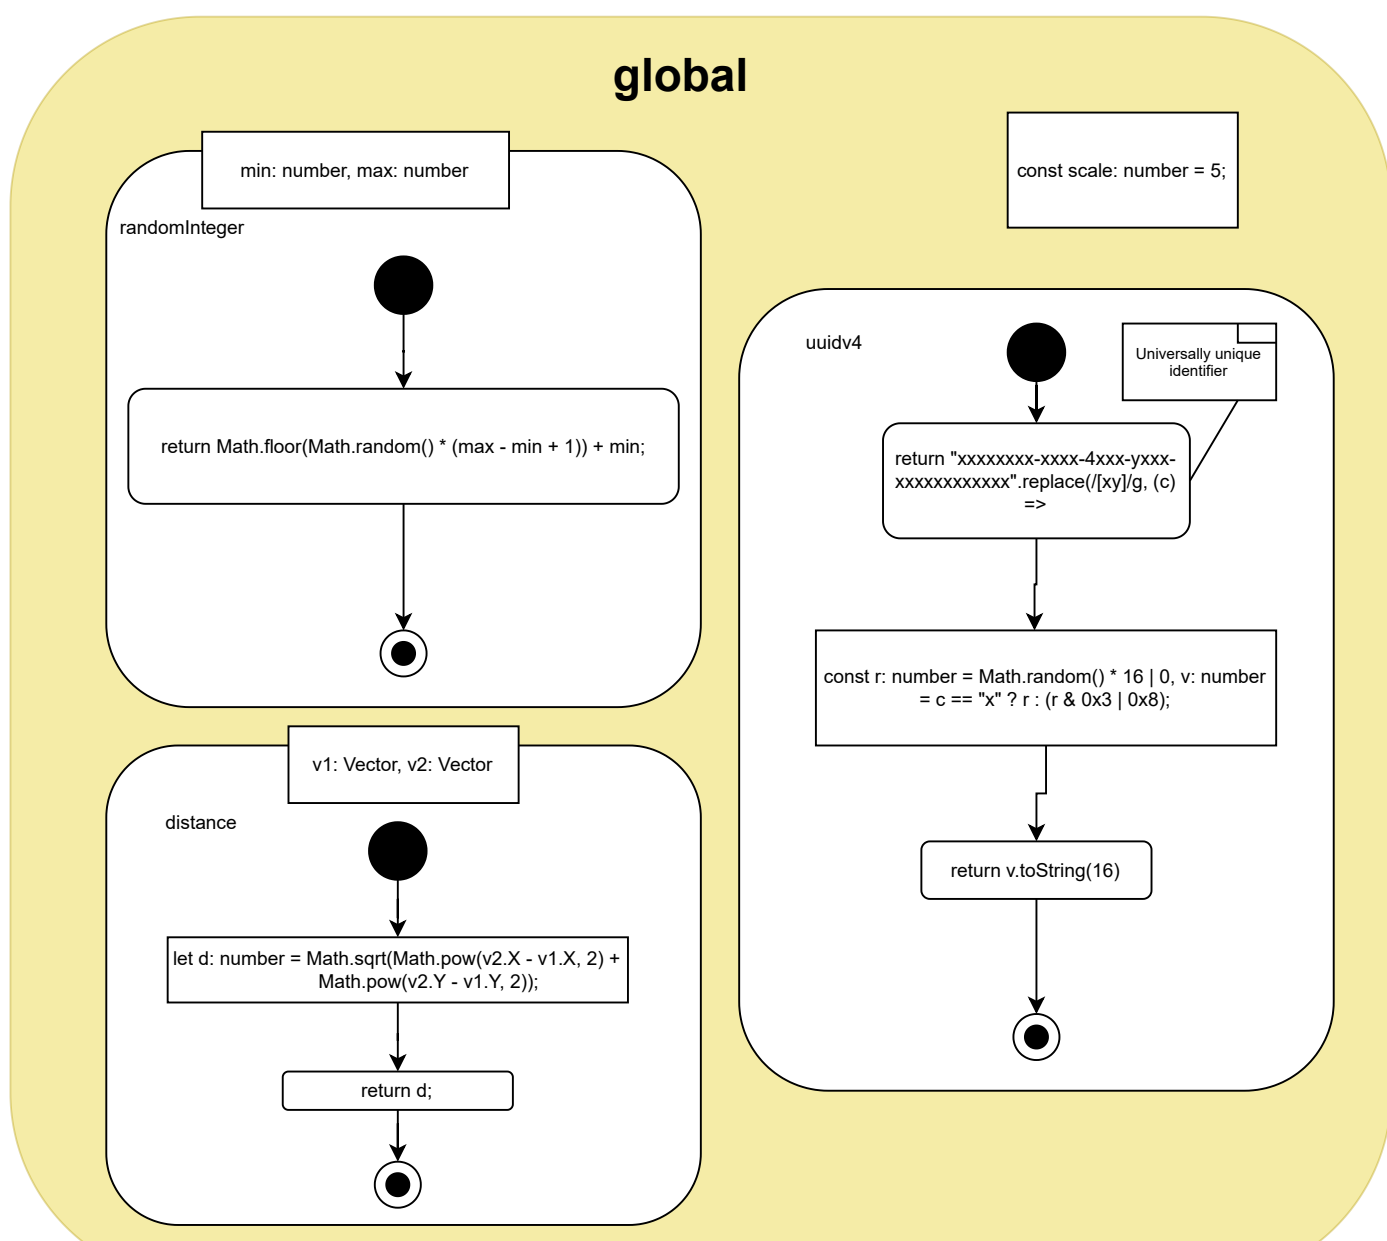 global
min: number, max: number
const scale: number = 5;
randomInteger
return Math.floor(Math.random() * (max - min + 1)) + min;
uuidv4
Universally unique
identifier
return "xxxxxxxx-xxxx-4xxx-yxxx-
xxxxxxxxxxxx".replace(/[xy]/g, (c)
=>
const r: number = Math.random() * 16 | 0, v: number
= c == "x" ? r : (r & 0x3 | 0x8);
return v.toString(16)
v1: Vector, v2: Vector
distance
let d: number = Math.sqrt(Math.pow(v2.X - v1.X, 2) +
Math.pow(v2.Y - v1.Y, 2));
return d;